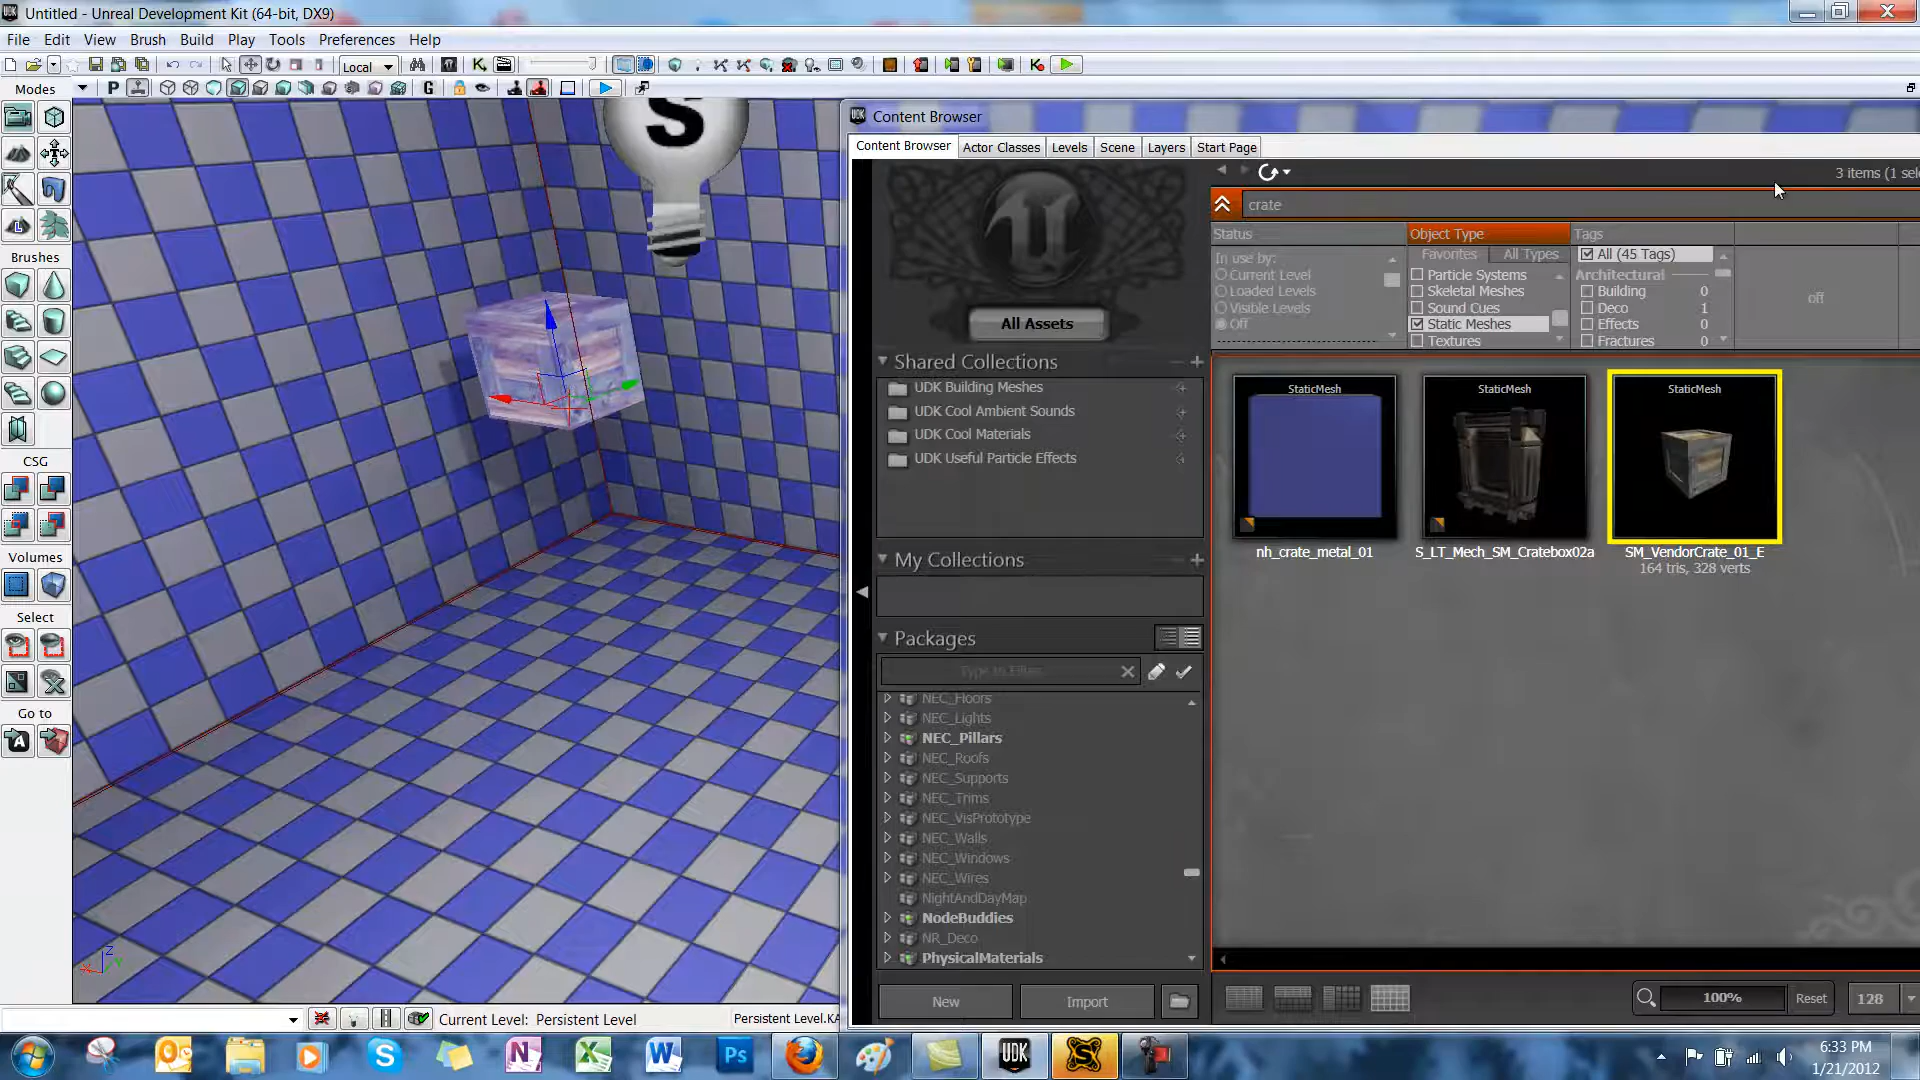 Untitled - Unreal Development Kit (64-bit, DX9)
File Edit View Brush Build Play Tools Preferences Help
Local
Modes
P
G
Brushes
CSG
Volumes
Select
Go to
S
Content Browser
Content Browser Actor Classes Levels Scene Layers Start Page
3 items (1 sel
crate
Status
In use by:
Current Level
Loaded Levels
Visible Levels
Off
Object Type
Favorites All Types
Particle Systems
Skeletal Meshes
Sound Cues
Static Meshes
Textures
Tags
All (45 Tags)
Architectural
Building 0
Deco 1
Effects 0
Fractures 0
off
All Assets
Shared Collections
UDK Building Meshes
UDK Cool Ambient Sounds
UDK Cool Materials
UDK Useful Particle Effects
My Collections
Packages
Type to Filter
NEC_Floors
NEC_Lights
NEC_Pillars
NEC_Roofs
NEC_Supports
NEC_Trims
NEC_VisPrototype
NEC_Walls
NEC_Windows
NEC_Wires
NightAndDayMap
NodeBuddies
NR_Deco
PhysicalMaterials
New Import
StaticMesh
nh_crate_metal_01
StaticMesh
S_LT_Mech_SM_Cratebox02a
StaticMesh
SM_VendorCrate_01_E
164 tris, 328 verts
100% Reset 128
Z
X
Y
Current Level: Persistent Level
Persistent Level.KA
UDK
6:33 PM
1/21/2012